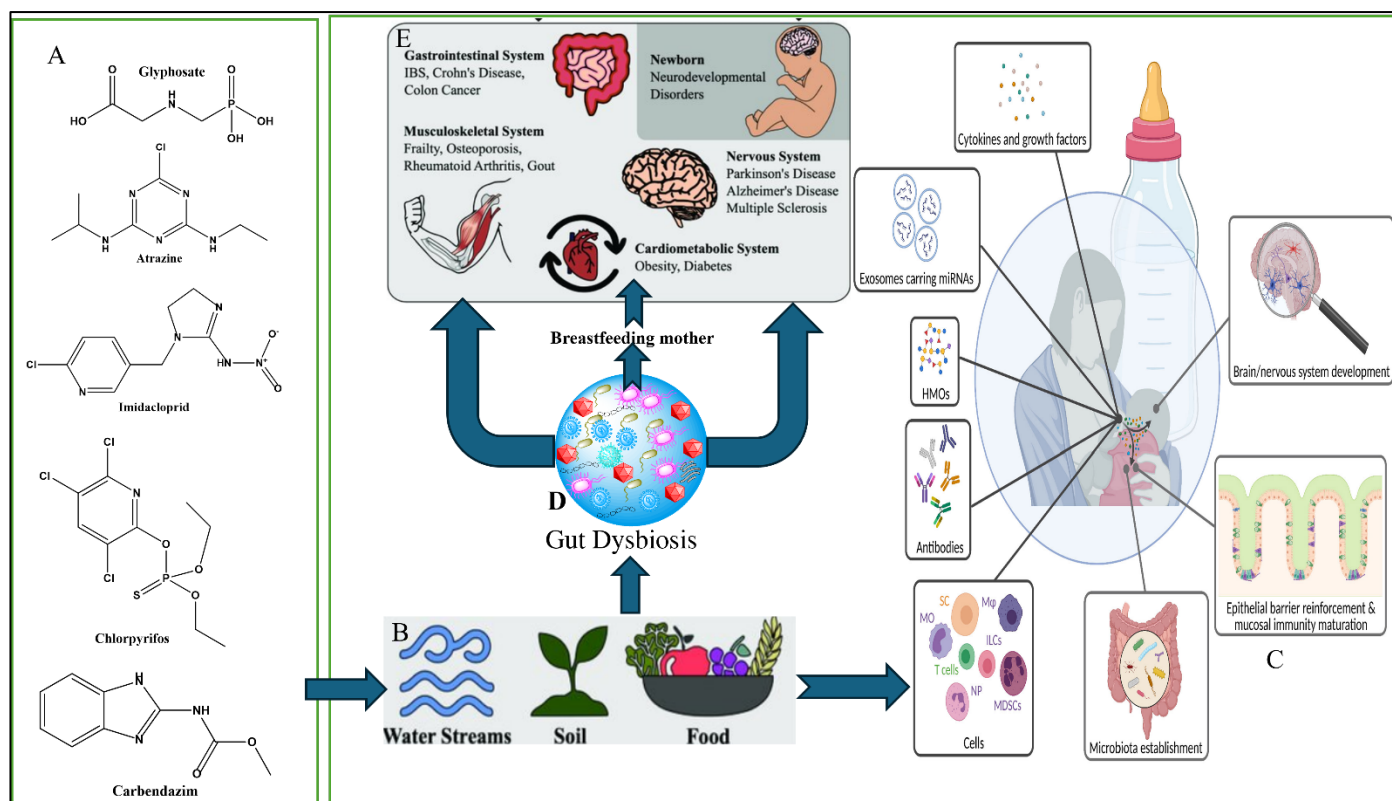 A
Glyphosate
O
HO
H
N
O
P
OH
OH
Cl
N
N
N
N
H
N
H
Atrazine
N
N
Cl
N
NH
N⁺
O⁻
O
Imidacloprid
Cl
Cl
N
Cl
O
O
P
S
O
Chlorpyrifos
H
N
N
NH
O
O
Carbendazim
E
Gastrointestinal System
IBS, Crohn's Disease,
Colon Cancer
Newborn
Neurodevelopmental
Disorders
Musculoskeletal System
Frailty, Osteoporosis,
Rheumatoid Arthritis, Gout
Nervous System
Parkinson's Disease
Alzheimer's Disease
Multiple Sclerosis
Cardiometabolic System
Obesity, Diabetes
Breastfeeding mother
D
Gut Dysbiosis
B
Water Streams
Soil
Food
Cytokines and growth factors
Exosomes carring miRNAs
HMOs
Antibodies
SC
Mφ
MO
ILCs
T cells
NP
MDSCs
Cells
Brain/nervous system development
Epithelial barrier reinforcement &
mucosal immunity maturation
C
Microbiota establishment